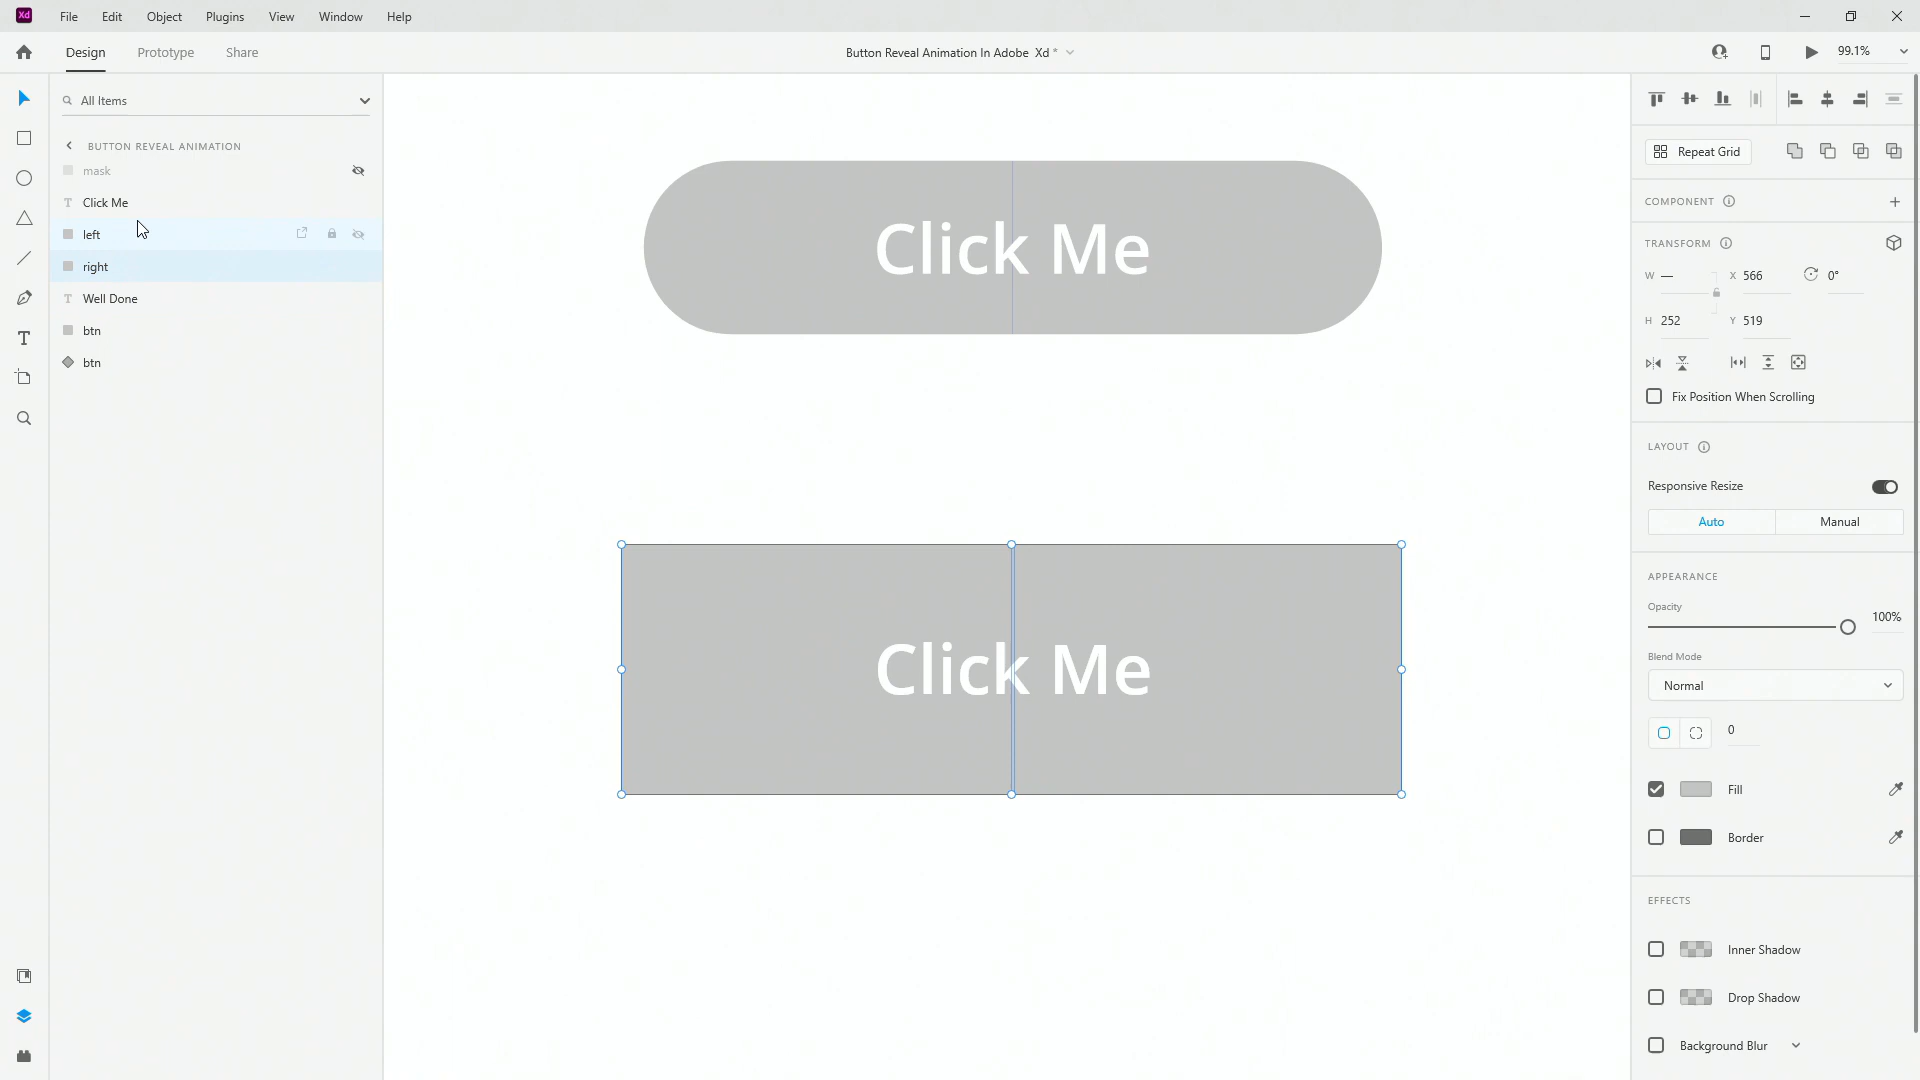 Xd File Edit Object Plugins View Window Help
Design Prototype Share Button Reveal Animation In Adobe Xd * 99.1%
All Items
BUTTON REVEAL ANIMATION
mask
Click Me
left
right
Well Done
btn
btn
Click Me
Click Me
Repeat Grid
COMPONENT
TRANSFORM
W — X 566 0°
H 252 Y 519
Fix Position When Scrolling
LAYOUT
Responsive Resize
Auto Manual
APPEARANCE
Opacity
100%
Blend Mode
Normal
0
Fill
Border
EFFECTS
Inner Shadow
Drop Shadow
Background Blur